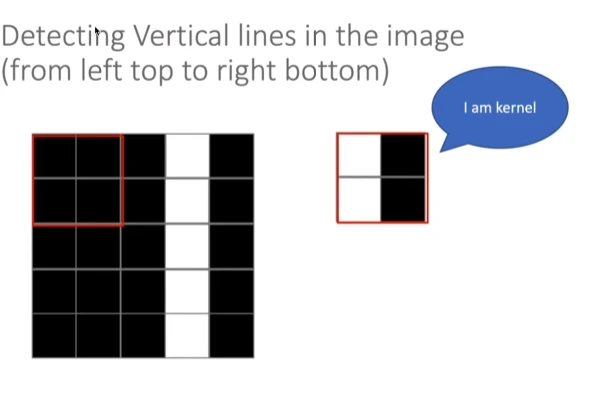 Detecting Vertical lines in the image
(from left top to right bottom)
I am kernel